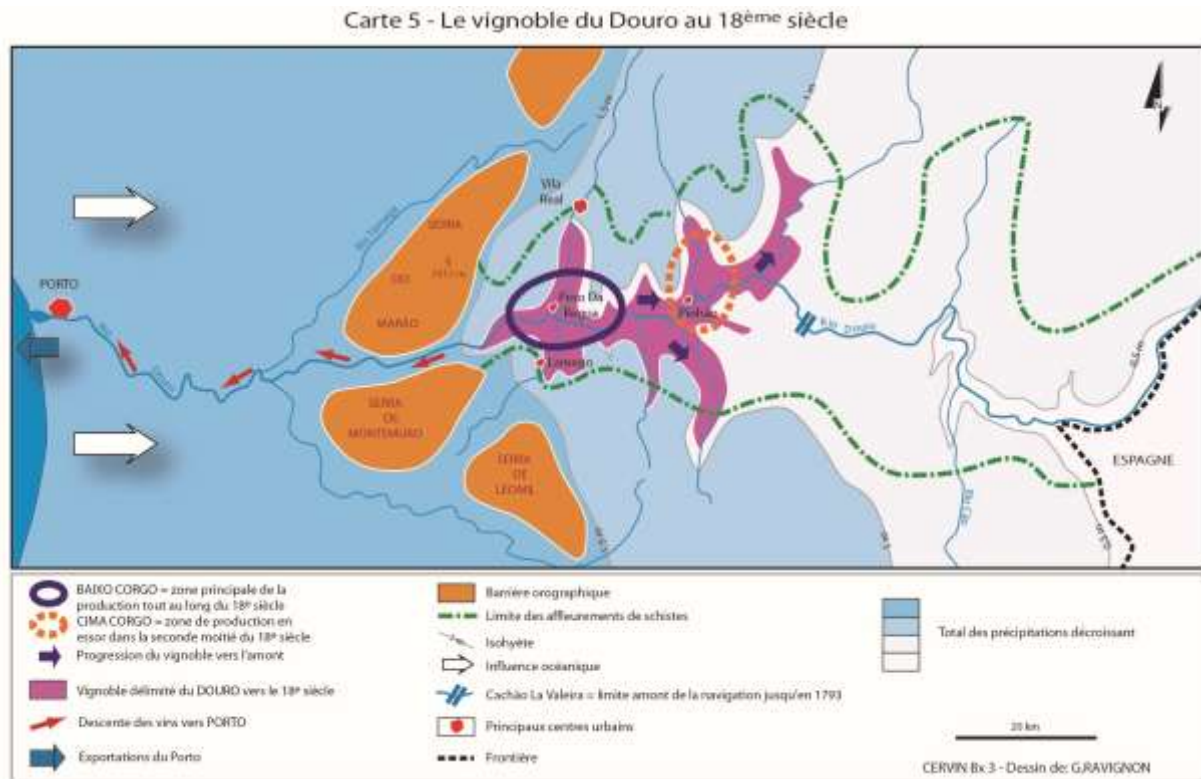 Carte 5 - Le vignoble du Douro au 18ème siècle
Vila
Real
SERRA
DO
MARÃO
PORTO
Peso Da
Regua
Pinhao
Rio Douro
Lamego
SERRA
DE
MONTEMURO
SERRA
DE
LEOMIL
ESPAGNE
BAIXO CORGO = zone principale de la
production tout au long du 18e siècle
CIMA CORGO = zone de production en
essor dans la seconde moitié du 18e siècle
Progression du vignoble vers l'amont
Vignoble délimité du DOURO vers le 18e siècle
Descente des vins vers PORTO
Exportations du Porto
Barrière orographique
Limite des affleurements de schistes
Isohyète
Influence océanique
Cachào La Valeira = limite amont de la navigation jusqu'en 1793
Principaux centres urbains
Frontière
Total des précipitations décroissant
20 km
CERVIN Bx 3 - Dessin de: G.RAVIGNON